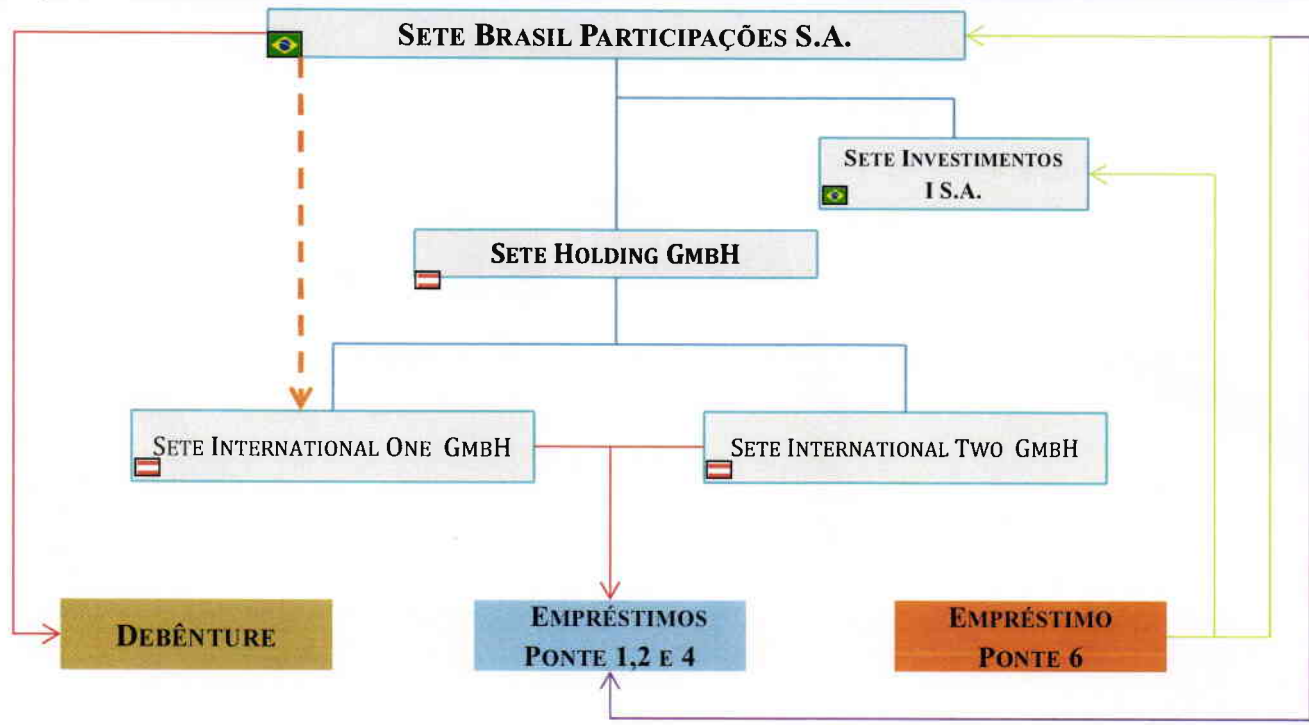 SETE BRASIL PARTICIPAÇÕES S.A.
SETE INVESTIMENTOS
I S.A.
SETE HOLDING GMBH
SETE INTERNATIONAL ONE GMBH
SETE INTERNATIONAL TWO GMBH
DEBÊNTURE
EMPRÉSTIMOS
PONTE 1,2 E 4
EMPRÉSTIMO
PONTE 6